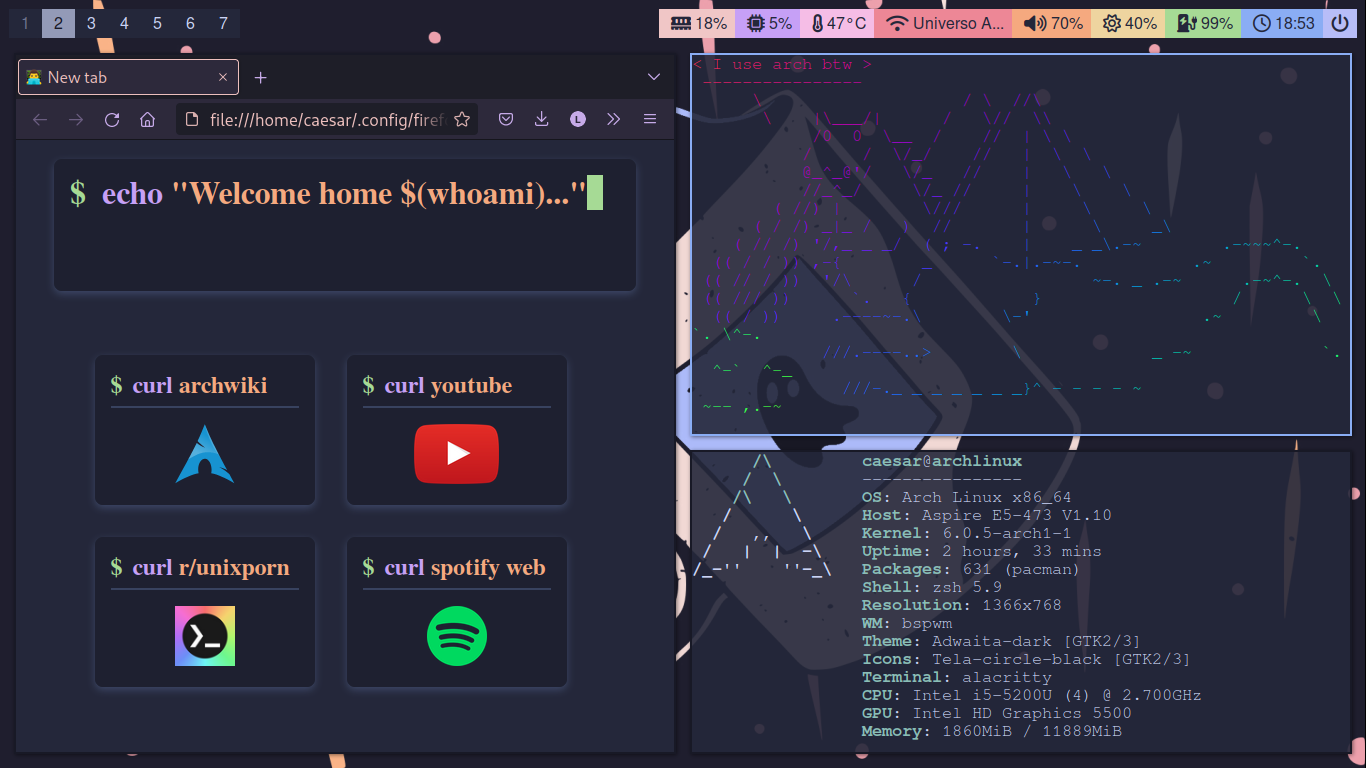 1 2 3 4 5 6 7
18% 5% 47°C Universo A... 70% 40% 99% 18:53
New tab
file:///home/caesar/.config/firef
L
$ echo "Welcome home $(whoami)..."
$ curl archwiki
$ curl youtube
$ curl r/unixporn
$ curl spotify web
< I use arch btw >
caesar@archlinux
----------------
OS: Arch Linux x86_64
Host: Aspire E5-473 V1.10
Kernel: 6.0.5-arch1-1
Uptime: 2 hours, 33 mins
Packages: 631 (pacman)
Shell: zsh 5.9
Resolution: 1366x768
WM: bspwm
Theme: Adwaita-dark [GTK2/3]
Icons: Tela-circle-black [GTK2/3]
Terminal: alacritty
CPU: Intel i5-5200U (4) @ 2.700GHz
GPU: Intel HD Graphics 5500
Memory: 1860MiB / 11889MiB